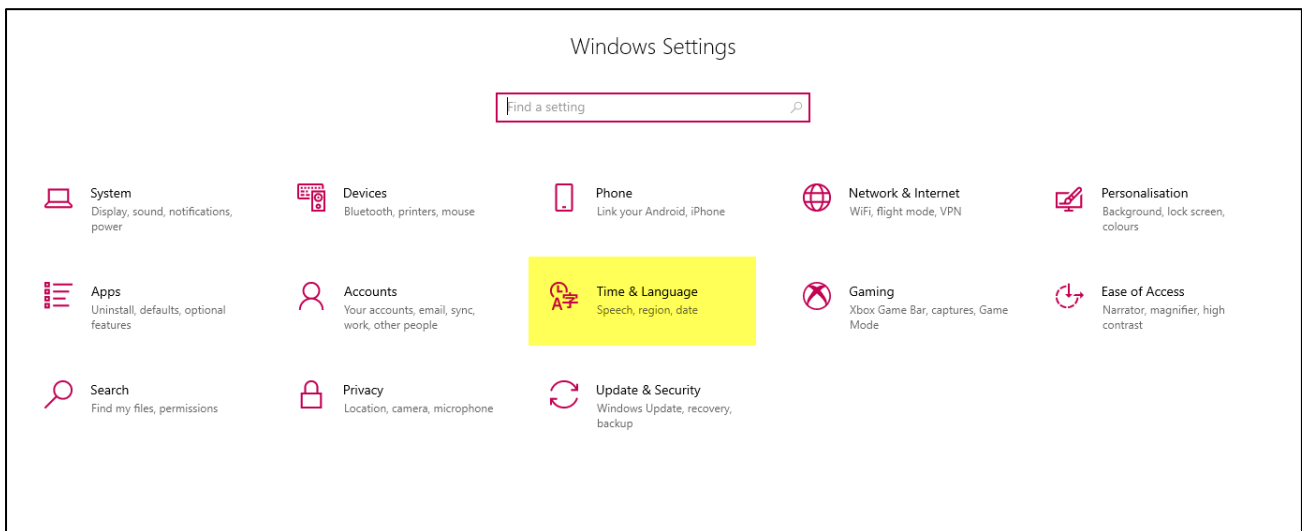 Windows Settings
Find a setting
System
Display, sound, notifications,
power
Devices
Bluetooth, printers, mouse
Phone
Link your Android, iPhone
Network & Internet
WiFi, flight mode, VPN
Personalisation
Background, lock screen,
colours
Apps
Uninstall, defaults, optional
features
Accounts
Your accounts, email, sync,
work, other people
Time & Language
Speech, region, date
Gaming
Xbox Game Bar, captures, Game
Mode
Ease of Access
Narrator, magnifier, high
contrast
Search
Find my files, permissions
Privacy
Location, camera, microphone
Update & Security
Windows Update, recovery,
backup